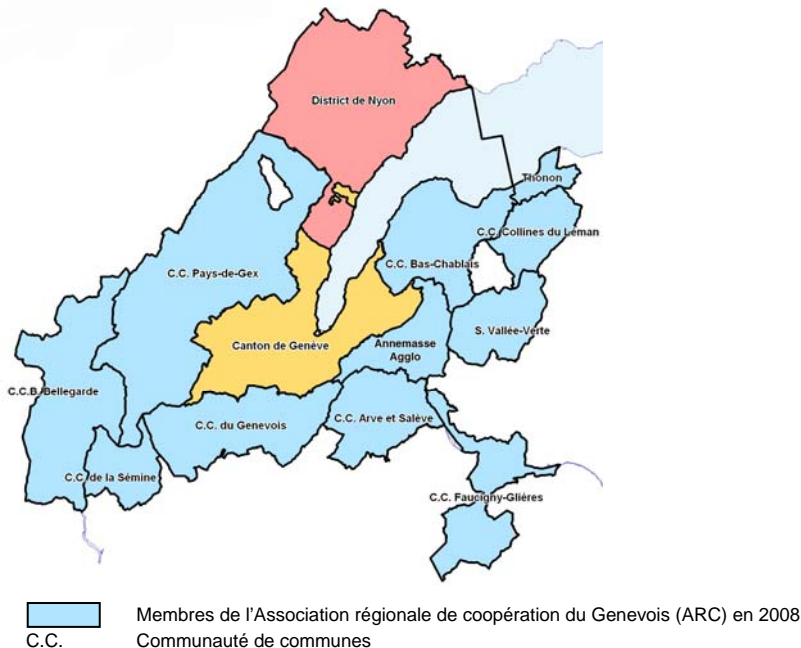 District de Nyon
Thonon
C.C. Collines du Léman
C.C. Bas-Chablais
C.C. Pays-de-Gex
S. Vallée-Verte
Canton de Genève
Annemasse
Agglo
C.C.B. Bellegarde
C.C. du Genevois
C.C. Arve et Salève
C.C. de la Sémine
C.C. Faucigny-Glières
Membres de l'Association régionale de coopération du Genevois (ARC) en 2008
C.C. Communauté de communes